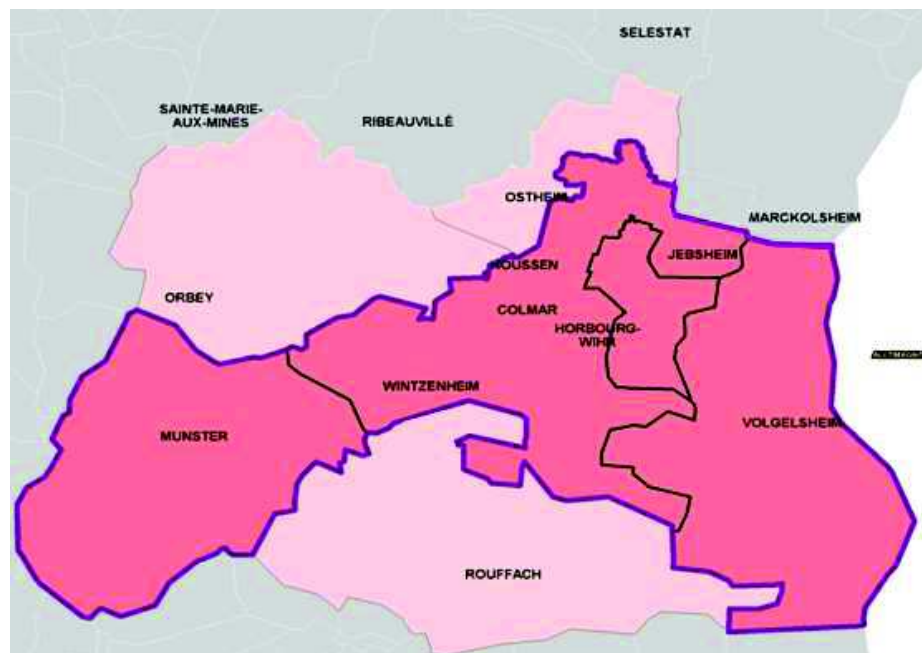 SELESTAT
SAINTE-MARIE-
AUX-MINES
RIBEAUVILLÉ
OSTHEIM
MARCKOLSHEIM
JEBSHEIM
HOUSSEN
ORBEY
COLMAR
HORBOURG-
WIHR
WINTZENHEIM
VOLGELSHEIM
MUNSTER
ROUFFACH